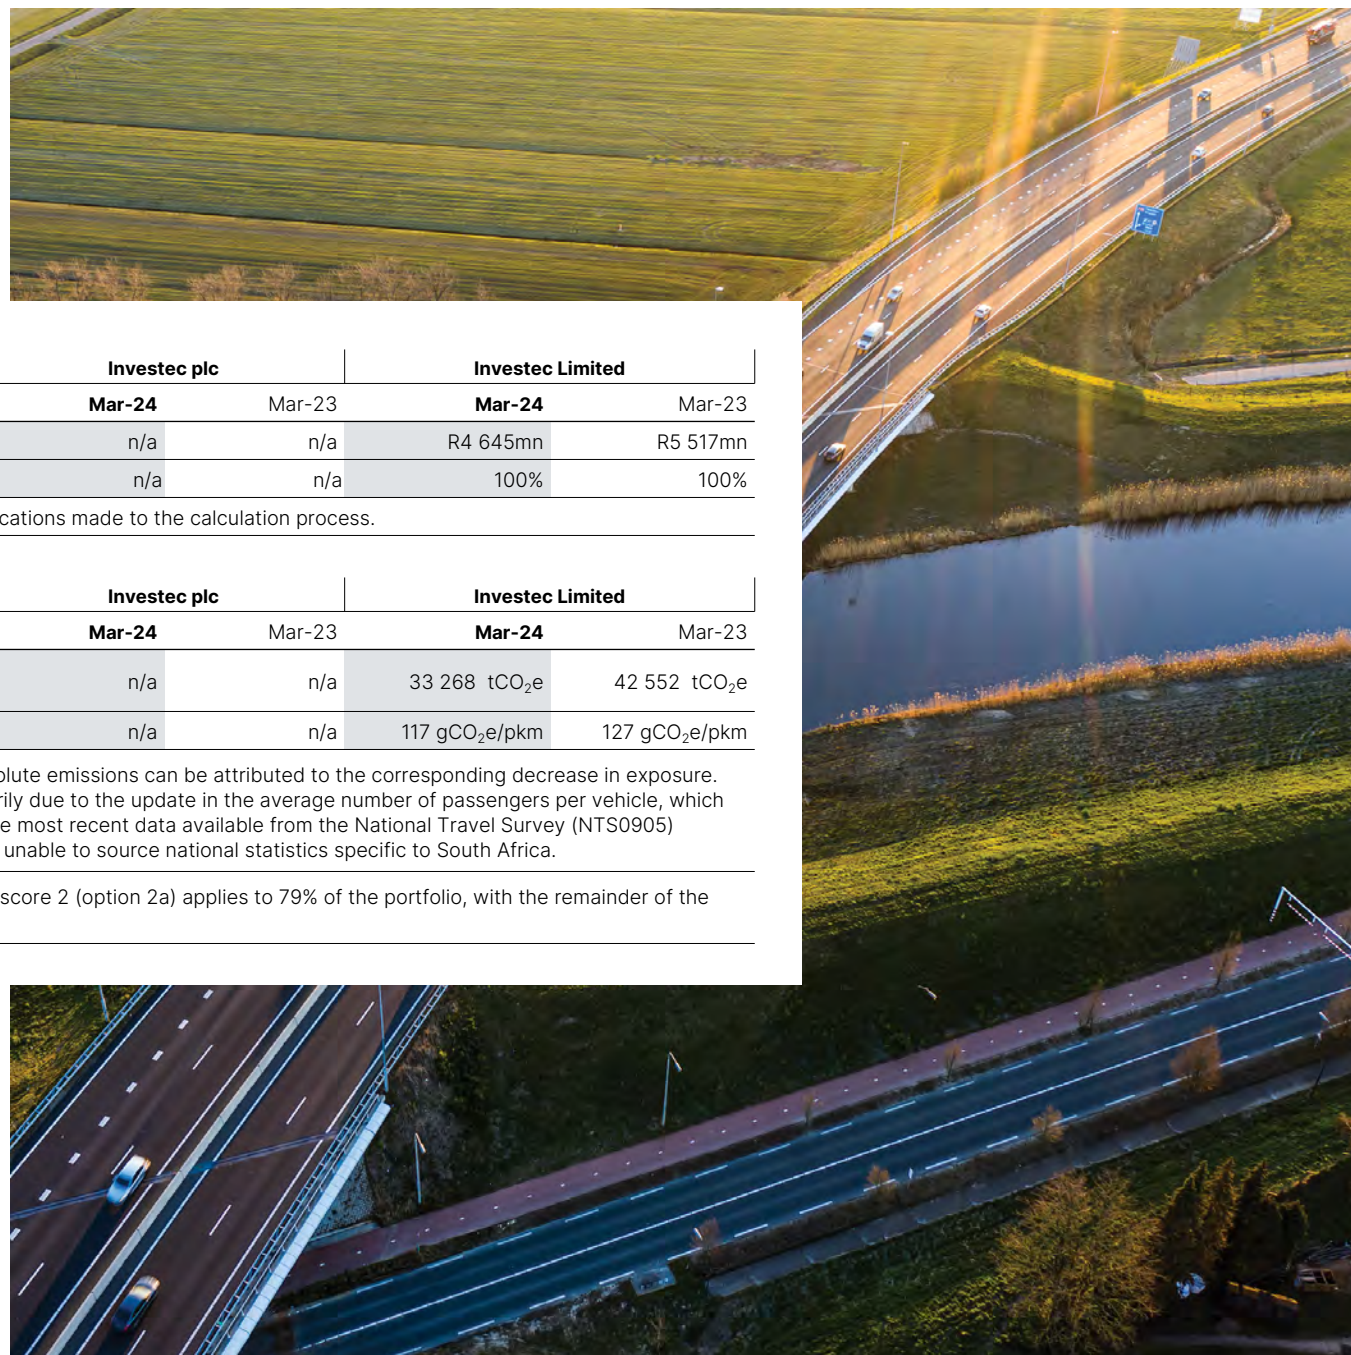 Investec plc Investec Limited
Mar-24 Mar-23 Mar-24 Mar-23
n/a n/a R4 645mn R5 517mn
n/a n/a 100% 100%
cations made to the calculation process.
Investec plc Investec Limited
Mar-24 Mar-23 Mar-24 Mar-23
n/a n/a 33 268 tCO₂e 42 552 tCO₂e
n/a n/a 117 gCO₂e/pkm 127 gCO₂e/pkm
olute emissions can be attributed to the corresponding decrease in exposure.
rily due to the update in the average number of passengers per vehicle, which
e most recent data available from the National Travel Survey (NTS0905)
unable to source national statistics specific to South Africa.
score 2 (option 2a) applies to 79% of the portfolio, with the remainder of the